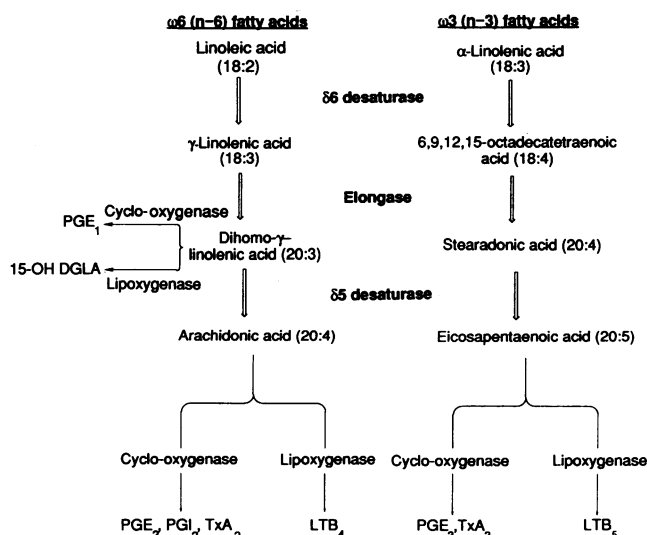 ω6 (n−6) fatty acids
ω3 (n−3) fatty acids
Linoleic acid
(18:2)
α-Linolenic acid
(18:3)
δ6 desaturase
γ-Linolenic acid
(18:3)
6,9,12,15-octadecatetraenoic
acid (18:4)
Elongase
Cyclo-oxygenase
PGE1
Dihomo-γ-
linolenic acid (20:3)
Stearadonic acid (20:4)
15-OH DGLA
Lipoxygenase
δ5 desaturase
Arachidonic acid (20:4)
Eicosapentaenoic acid (20:5)
Cyclo-oxygenase
Lipoxygenase
Cyclo-oxygenase
Lipoxygenase
PGE2, PGI2, TxA2
LTB4
PGE3, TxA3
LTB5